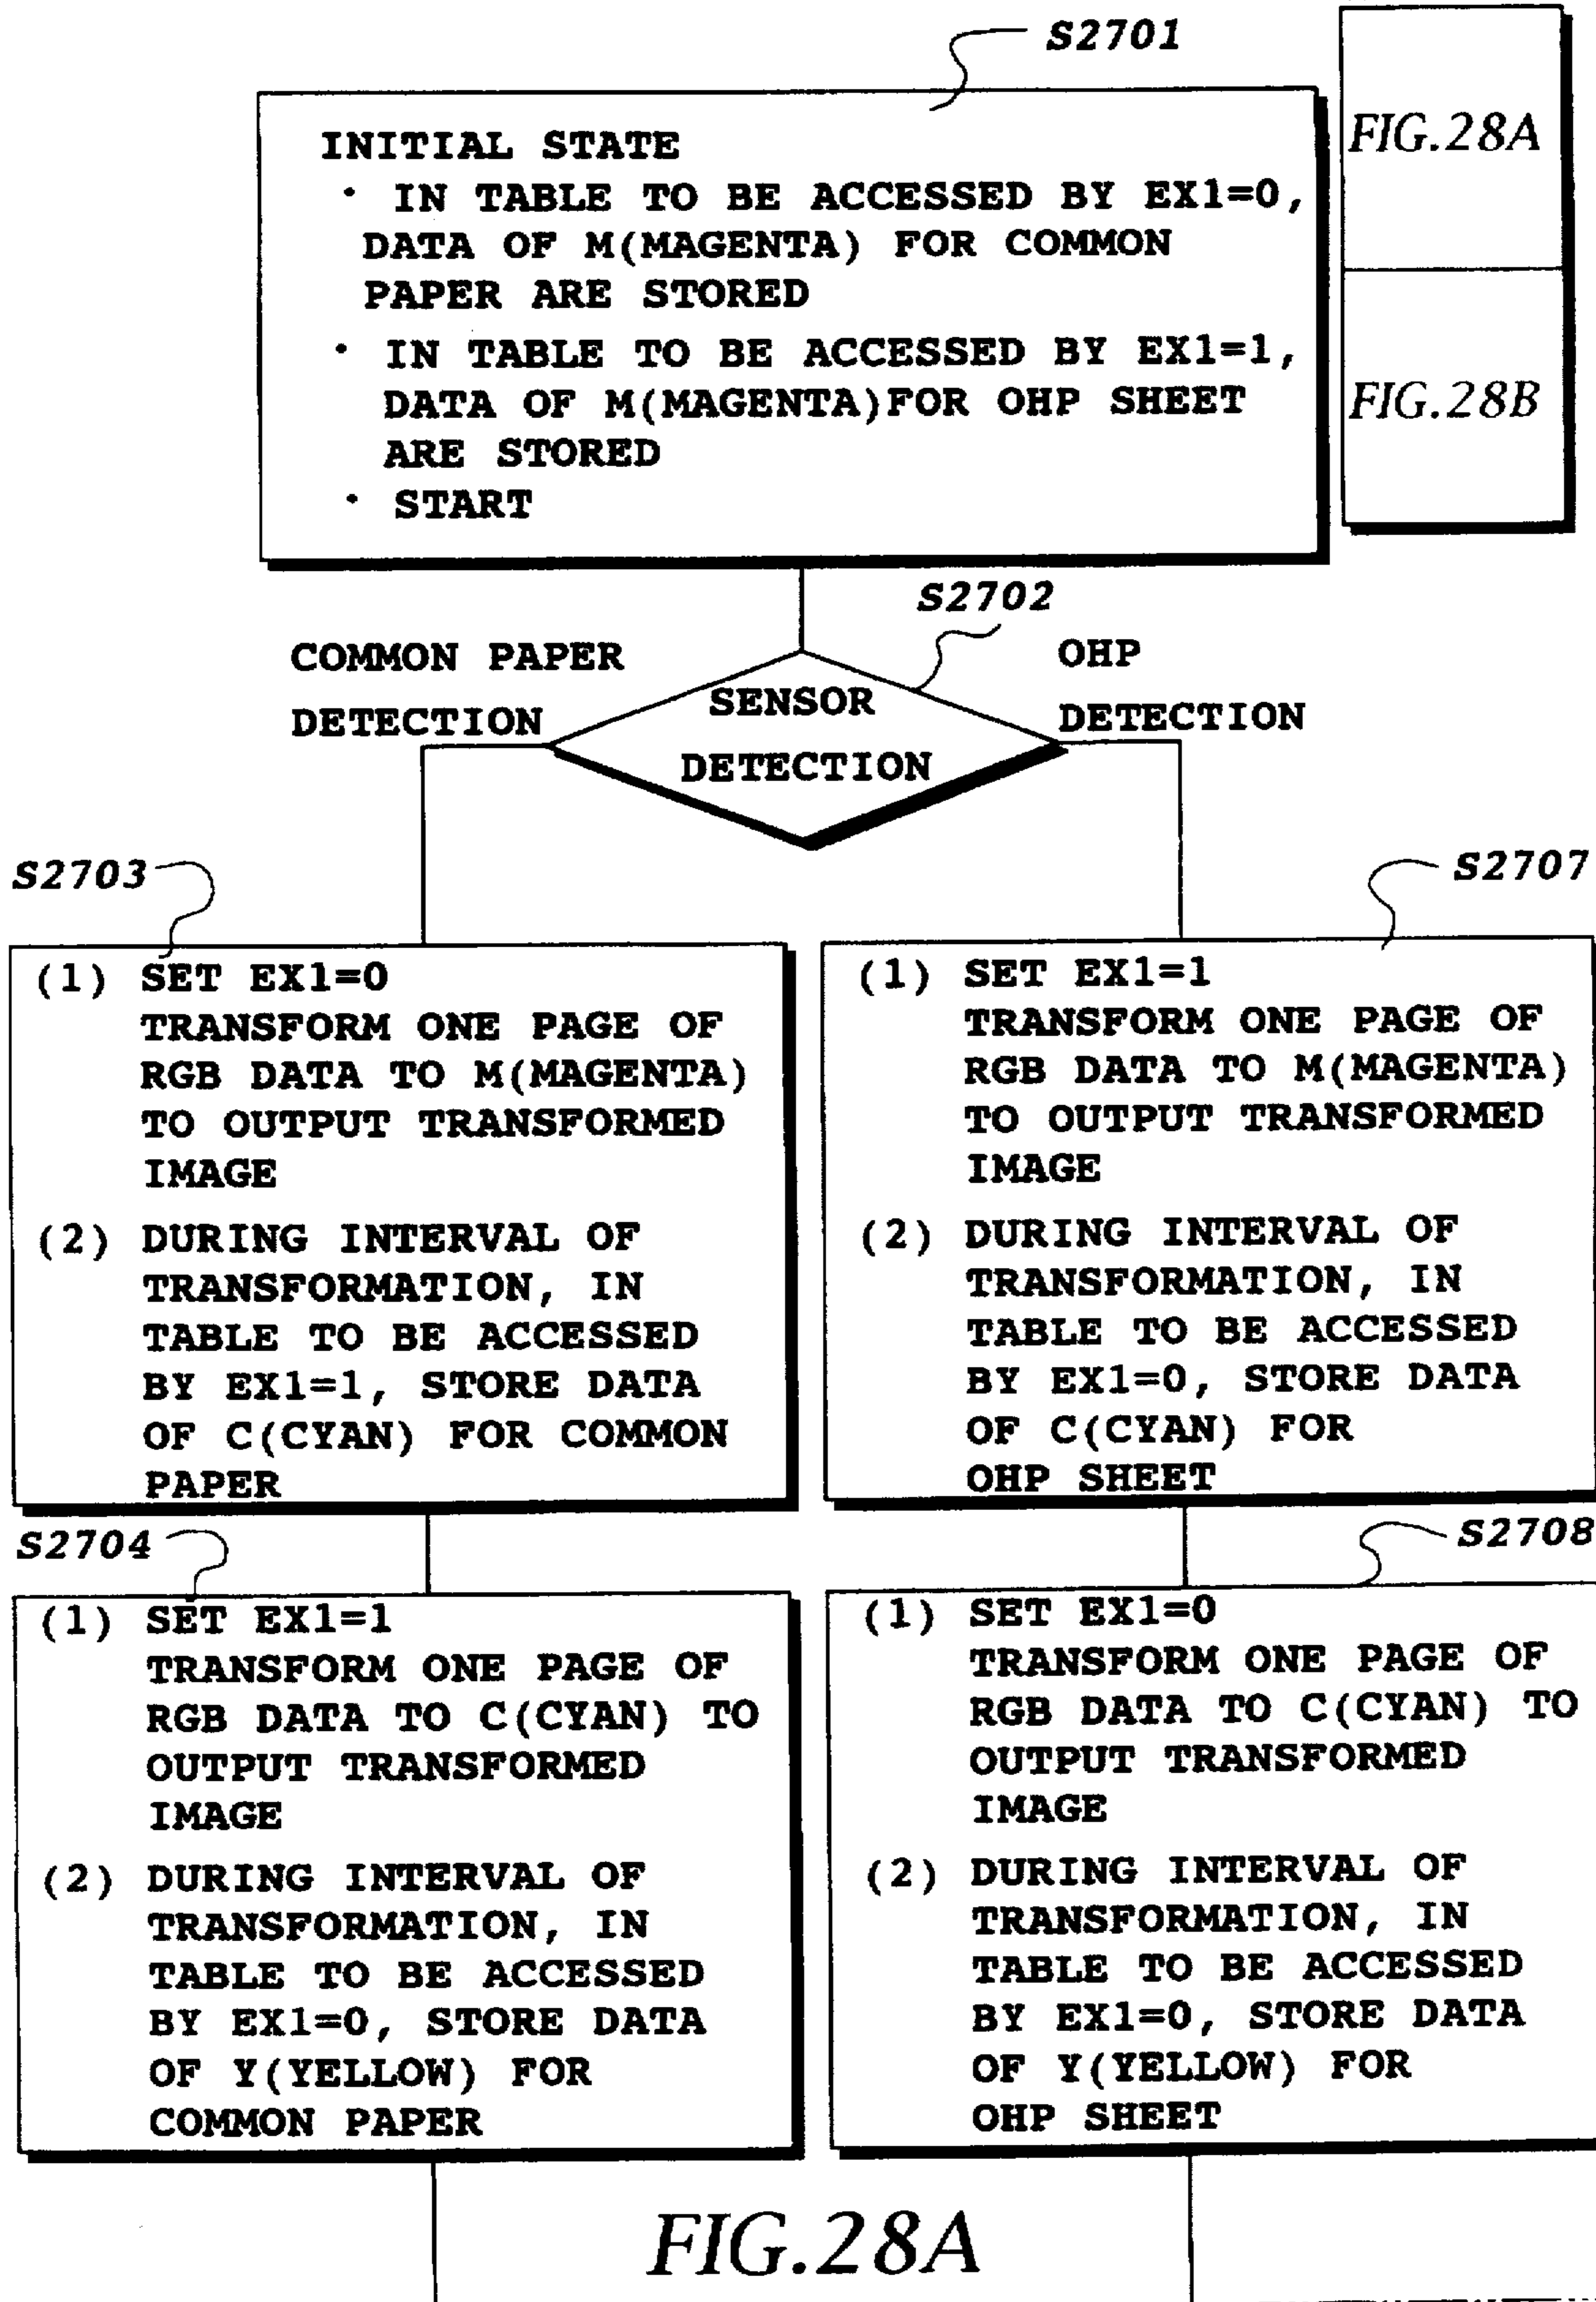 S2701
FIG.28A
FIG.28B
INITIAL STATE
· IN TABLE TO BE ACCESSED BY EX1=0,
DATA OF M(MAGENTA) FOR COMMON
PAPER ARE STORED
· IN TABLE TO BE ACCESSED BY EX1=1,
DATA OF M(MAGENTA)FOR OHP SHEET
ARE STORED
· START
S2702
COMMON PAPER
DETECTION
SENSOR
DETECTION
OHP
DETECTION
S2703
(1) SET EX1=0
TRANSFORM ONE PAGE OF
RGB DATA TO M(MAGENTA)
TO OUTPUT TRANSFORMED
IMAGE
(2) DURING INTERVAL OF
TRANSFORMATION, IN
TABLE TO BE ACCESSED
BY EX1=1, STORE DATA
OF C(CYAN) FOR COMMON
PAPER
S2707
(1) SET EX1=1
TRANSFORM ONE PAGE OF
RGB DATA TO M(MAGENTA)
TO OUTPUT TRANSFORMED
IMAGE
(2) DURING INTERVAL OF
TRANSFORMATION, IN
TABLE TO BE ACCESSED
BY EX1=0, STORE DATA
OF C(CYAN) FOR
OHP SHEET
S2704
(1) SET EX1=1
TRANSFORM ONE PAGE OF
RGB DATA TO C(CYAN) TO
OUTPUT TRANSFORMED
IMAGE
(2) DURING INTERVAL OF
TRANSFORMATION, IN
TABLE TO BE ACCESSED
BY EX1=0, STORE DATA
OF Y(YELLOW) FOR
COMMON PAPER
S2708
(1) SET EX1=0
TRANSFORM ONE PAGE OF
RGB DATA TO C(CYAN) TO
OUTPUT TRANSFORMED
IMAGE
(2) DURING INTERVAL OF
TRANSFORMATION, IN
TABLE TO BE ACCESSED
BY EX1=0, STORE DATA
OF Y(YELLOW) FOR
OHP SHEET
FIG.28A